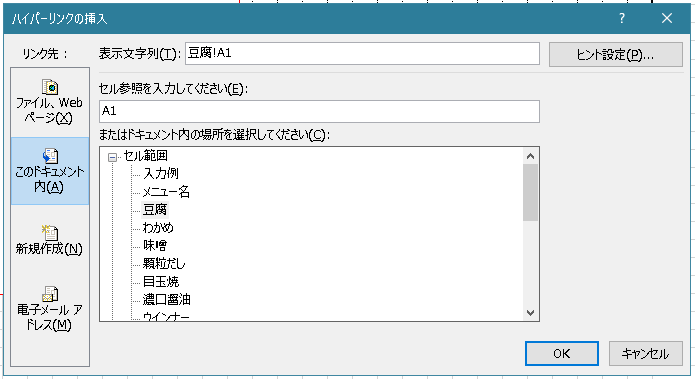 ハイパーリンクの挿入
リンク先：
表示文字列(T): 豆腐!A1
ヒント設定(P)...
ファイル、Web
ページ(X)
このドキュメント
内(A)
新規作成(N)
電子メール ア
ドレス(M)
セル参照を入力してください(E):
A1
またはドキュメント内の場所を選択してください(C):
セル範囲
入力例
メニュー名
豆腐
わかめ
味噌
顆粒だし
目玉焼
濃口醤油
ウインナー
OK
キャンセル